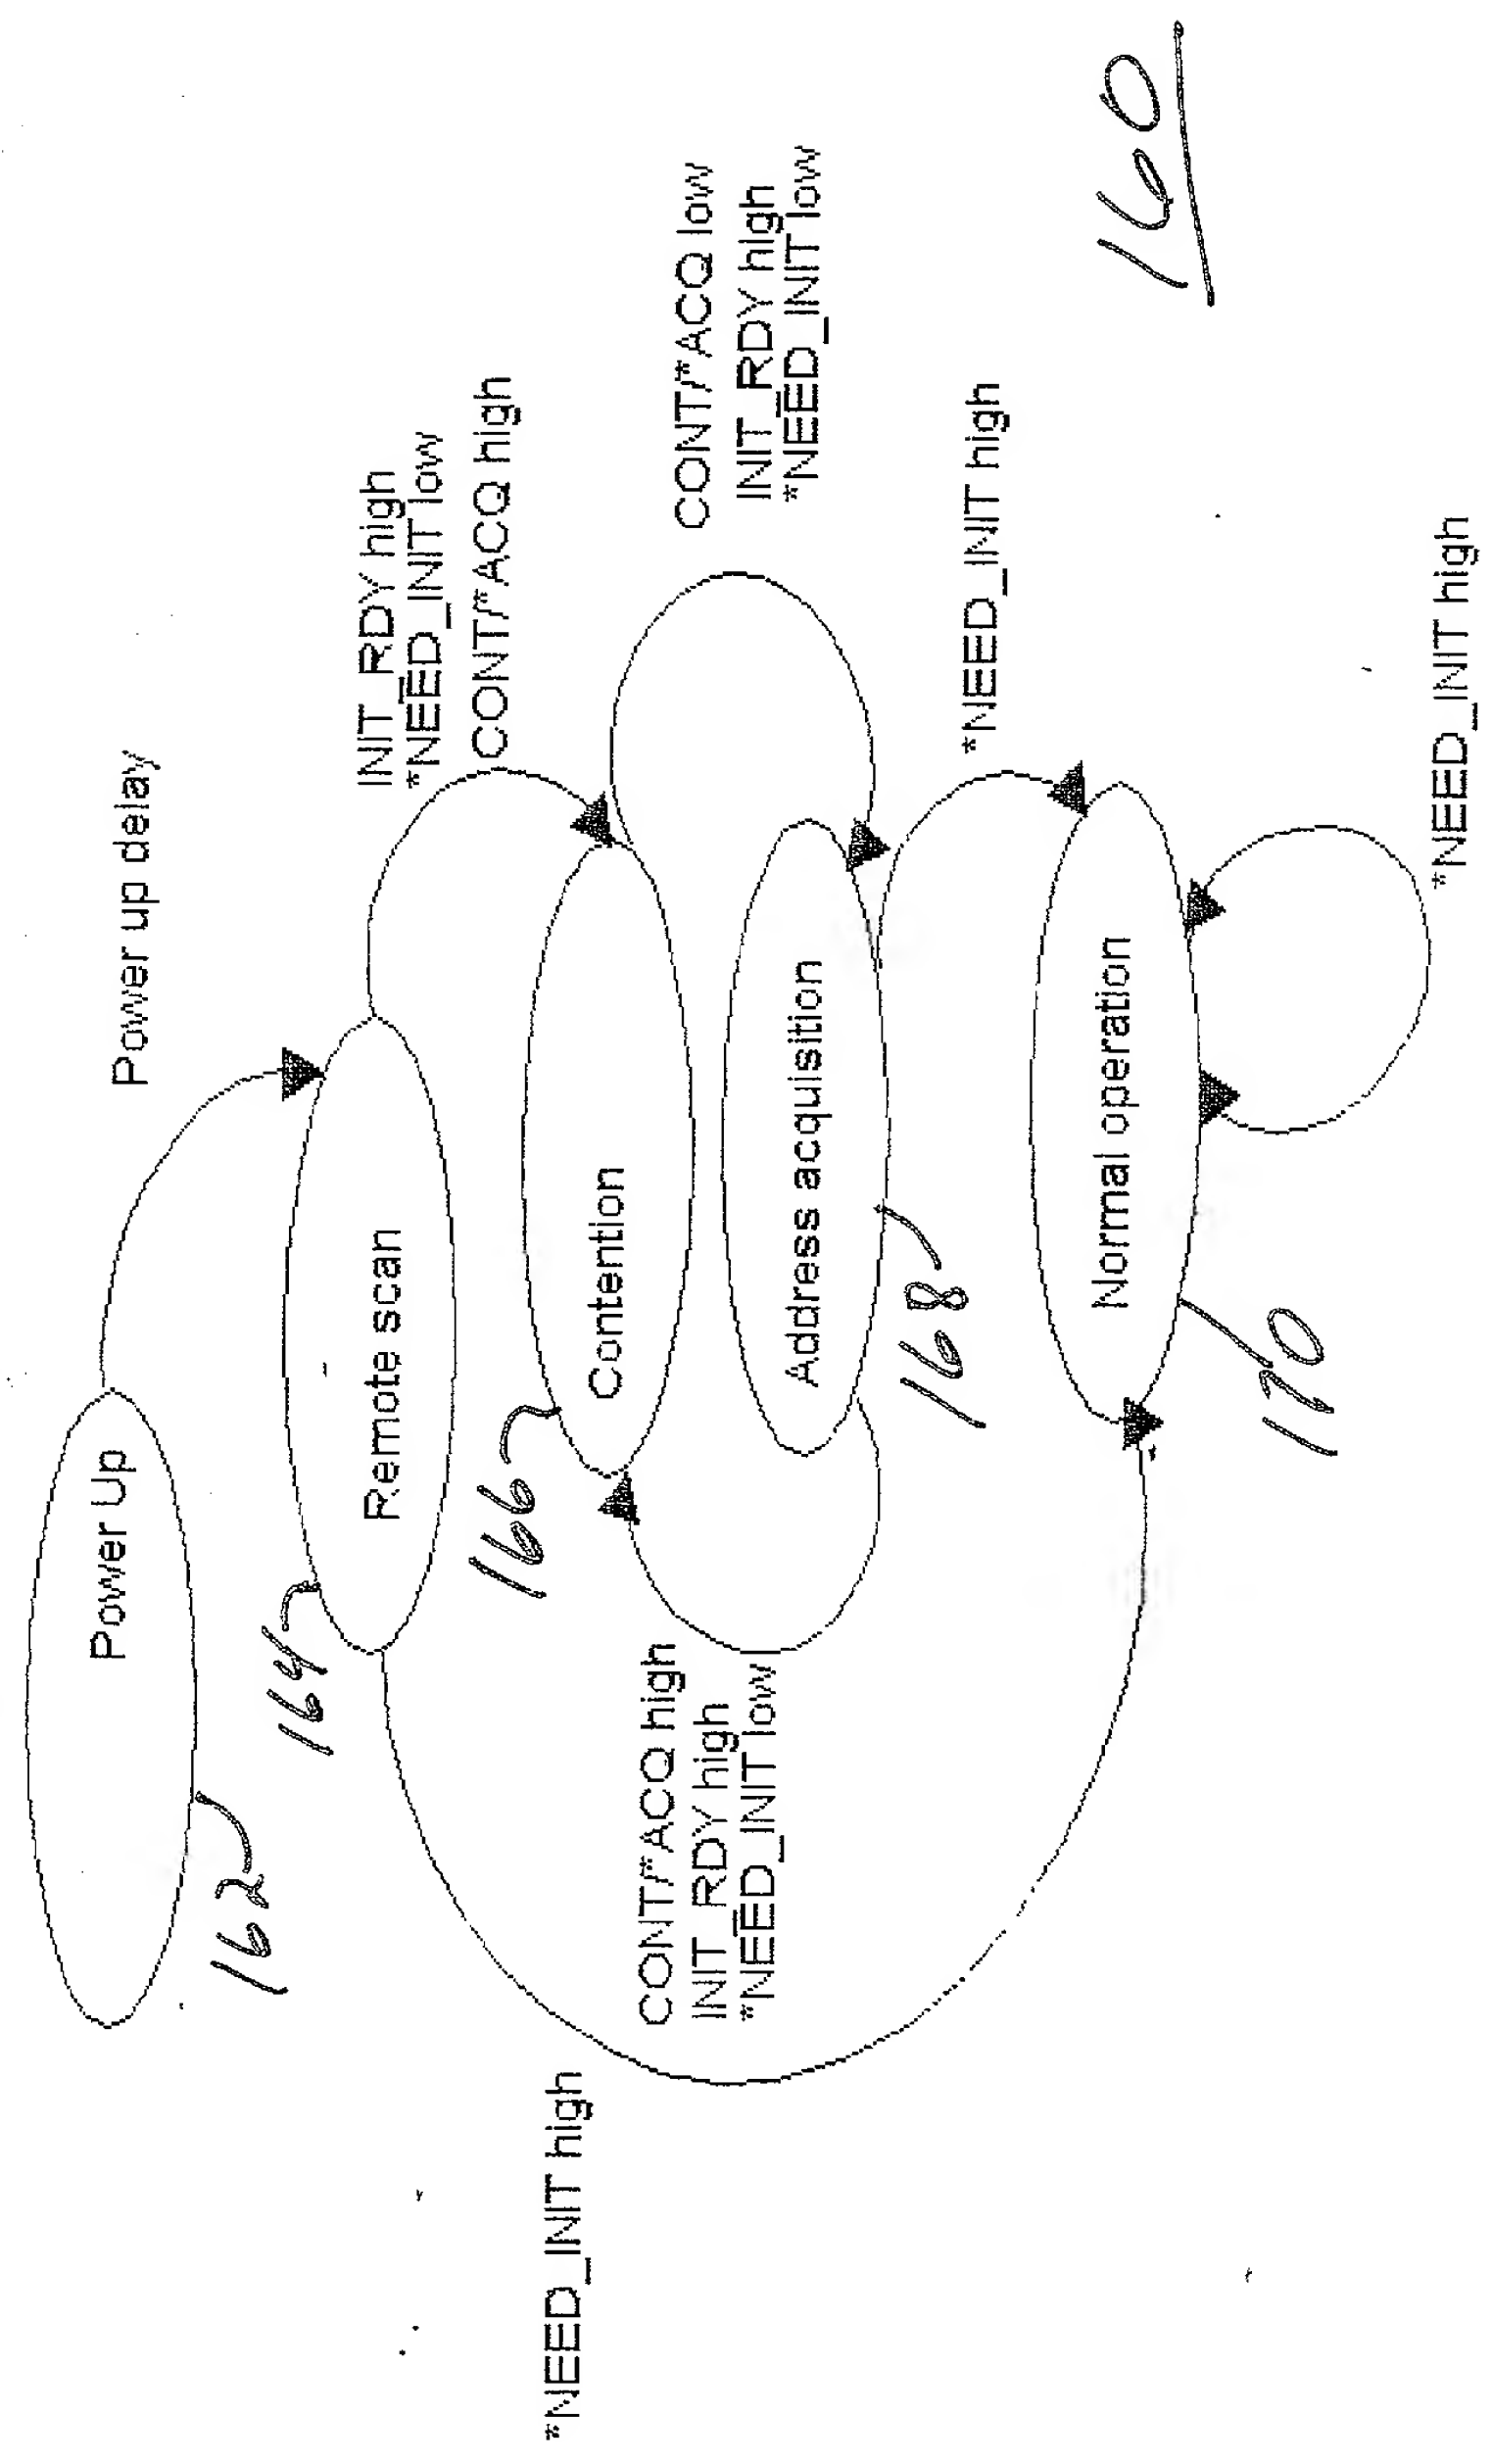 Power Up
162
Power up delay
164
Remote scan
INIT_RDY high
*NEED_INIT low
CONT/*ACQ high
166
Contention
*NEED_INIT high
CONT/*ACQ high
INIT_RDY high
*NEED_INIT low
CONT/*ACQ low
INIT_RDY high
*NEED_INIT low
Address acquisition
168
*NEED_INIT high
Normal operation
170
*NEED_INIT high
160